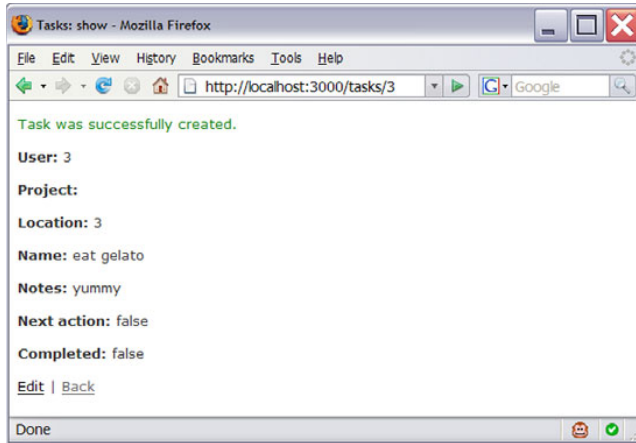 Tasks: show - Mozilla Firefox
File Edit View History Bookmarks Tools Help
http://localhost:3000/tasks/3 G Google
Task was successfully created.
User: 3
Project:
Location: 3
Name: eat gelato
Notes: yummy
Next action: false
Completed: false
Edit | Back
Done